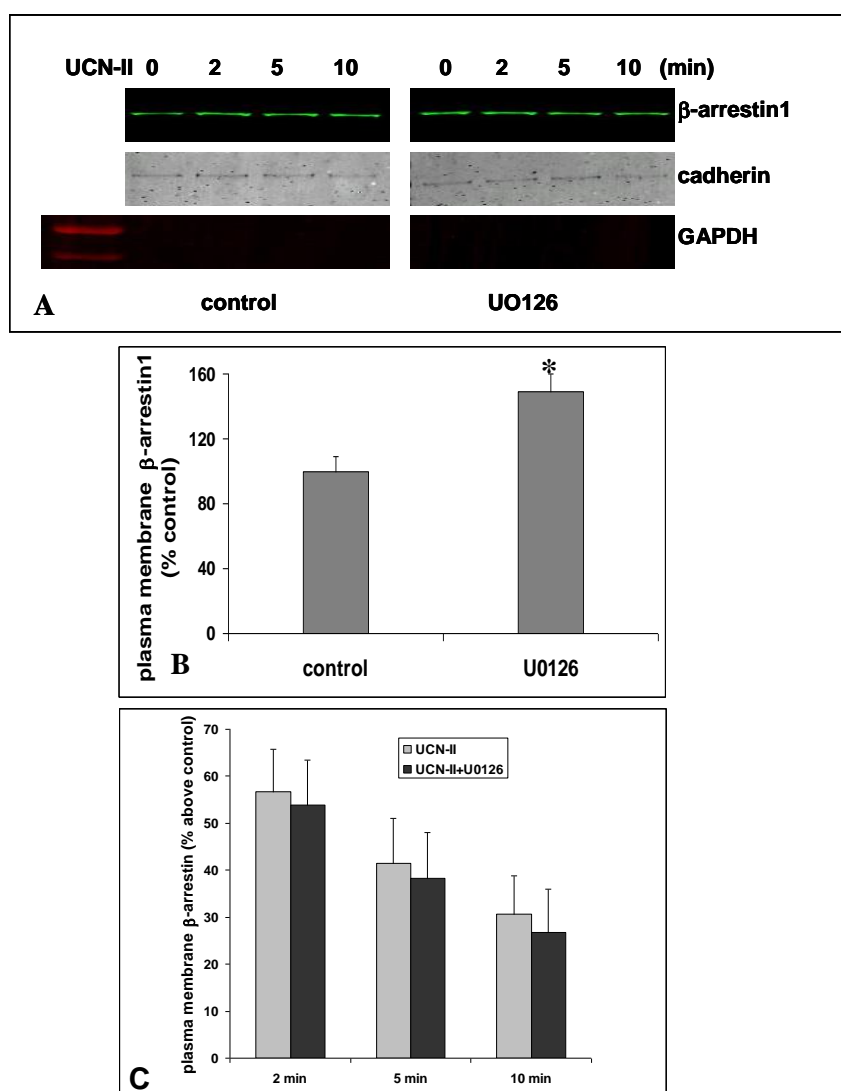 UCN-II 0 2 5 10 0 2 5 10 (min)
β-arrestin1
cadherin
GAPDH
A control UO126
plasma membrane β-arrestin1
(% control)
160
120
80
40
0
*
control U0126
B
plasma membrane β-arrestin (% above control)
70
60
50
40
30
20
10
0
UCN-II
UCN-II+U0126
2 min 5 min 10 min
C